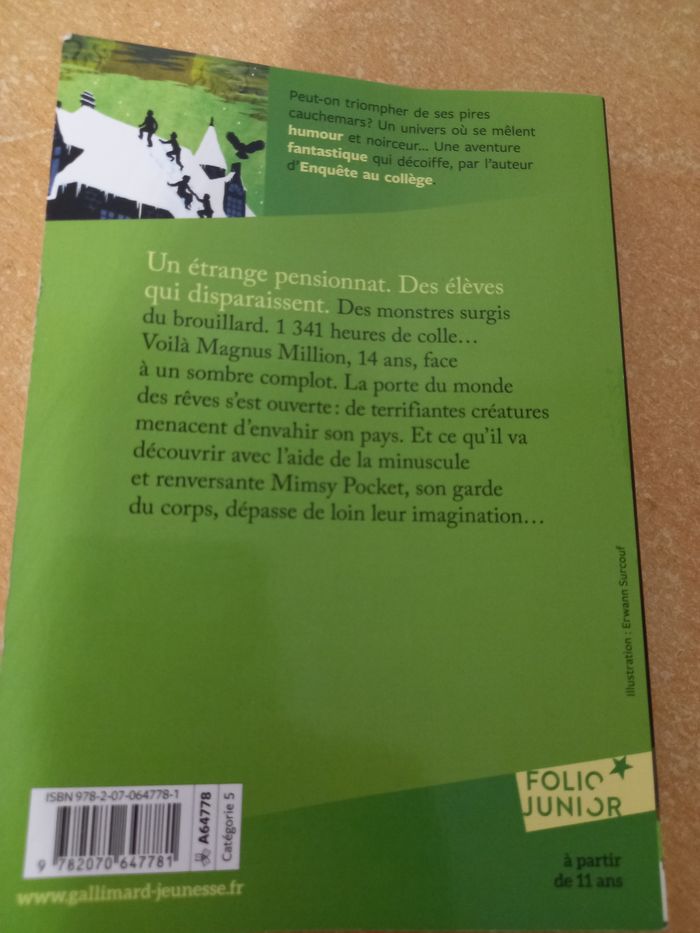 Peut-on triompher de ses pires
cauchemars? Un univers où se mêlent
humour et noirceur... Une aventure
fantastique qui décoiffe, par l'auteur
d'Enquête au collège.
Un étrange pensionnat. Des élèves
qui disparaissent. Des monstres surgis
du brouillard. 1 341 heures de colle...
Voilà Magnus Million, 14 ans, face
à un sombre complot. La porte du monde
des rêves s'est ouverte : de terrifiantes créatures
menacent d'envahir son pays. Et ce qu'il va
découvrir avec l'aide de la minuscule
et renversante Mimsy Pocket, son garde
du corps, dépasse de loin leur imagination...
Illustration : Erwann Surcouf
ISBN 978-2-07-064778-1
9 782070 647781
A64778
Catégorie 5
www.gallimard-jeunesse.fr
FOLIO
JUNIOR
à partir
de 11 ans